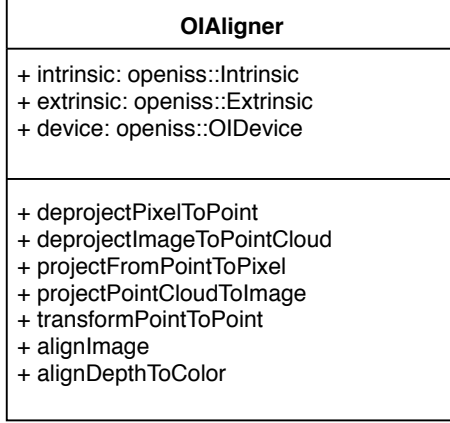 OIAligner
+ intrinsic: openiss::Intrinsic
+ extrinsic: openiss::Extrinsic
+ device: openiss::OIDevice
+ deprojectPixelToPoint
+ deprojectImageToPointCloud
+ projectFromPointToPixel
+ projectPointCloudToImage
+ transformPointToPoint
+ alignImage
+ alignDepthToColor